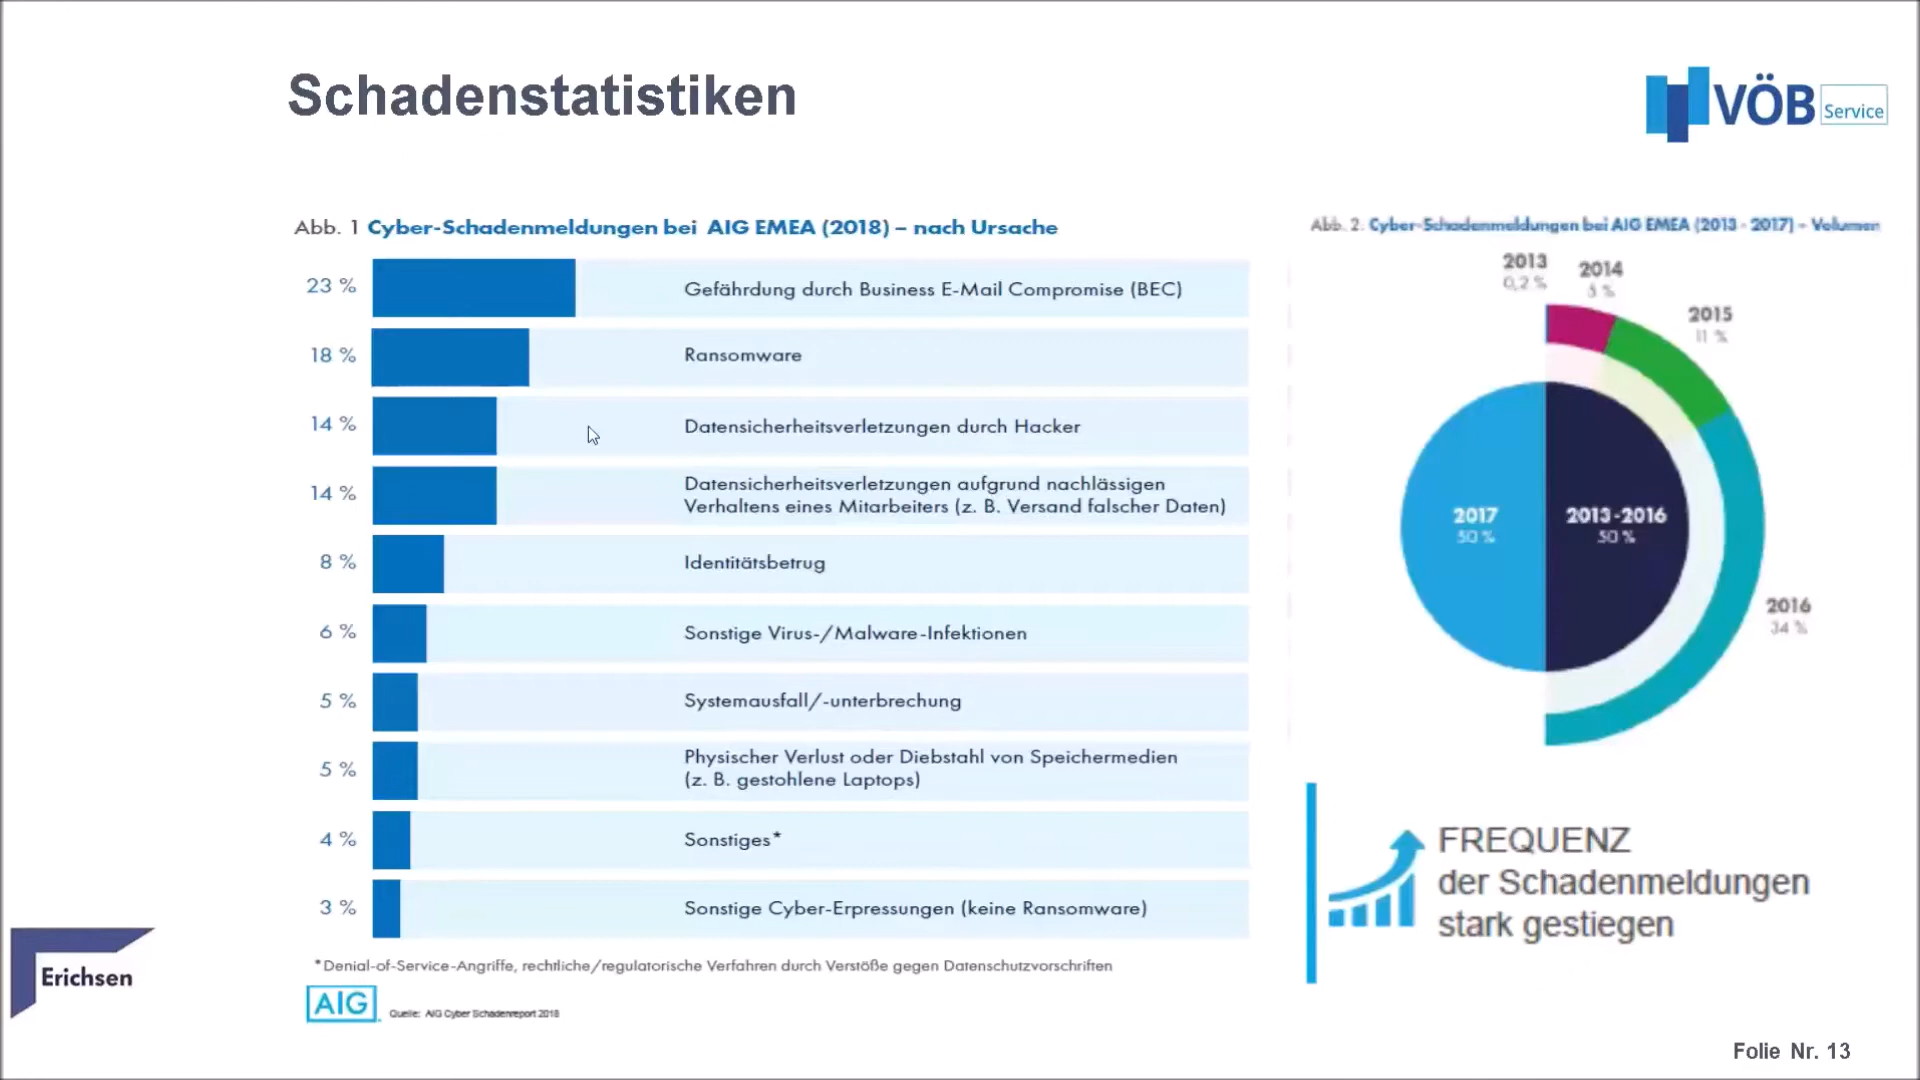 Schadenstatistiken
VÖB Service
Abb. 1 Cyber-Schadenmeldungen bei AIG EMEA (2018) – nach Ursache
23 % Gefährdung durch Business E-Mail Compromise (BEC)
18 % Ransomware
14 % Datensicherheitsverletzungen durch Hacker
14 % Datensicherheitsverletzungen aufgrund nachlässigen
Verhaltens eines Mitarbeiters (z. B. Versand falscher Daten)
8 % Identitätsbetrug
6 % Sonstige Virus-/Malware-Infektionen
5 % Systemausfall/-unterbrechung
5 % Physischer Verlust oder Diebstahl von Speichermedien
(z. B. gestohlene Laptops)
4 % Sonstiges*
3 % Sonstige Cyber-Erpressungen (keine Ransomware)
*Denial-of-Service-Angriffe, rechtliche/regulatorische Verfahren durch Verstöße gegen Datenschutzvorschriften
AIG
Quelle: AIG Cyber Schadenreport 2018
Abb. 2. Cyber-Schadenmeldungen bei AIG EMEA (2013 - 2017) – Volumen
2013
0,2 %
2014
5 %
2015
11 %
2017
50 %
2013-2016
50 %
2016
34 %
FREQUENZ
der Schadenmeldungen
stark gestiegen
Erichsen
Folie Nr. 13